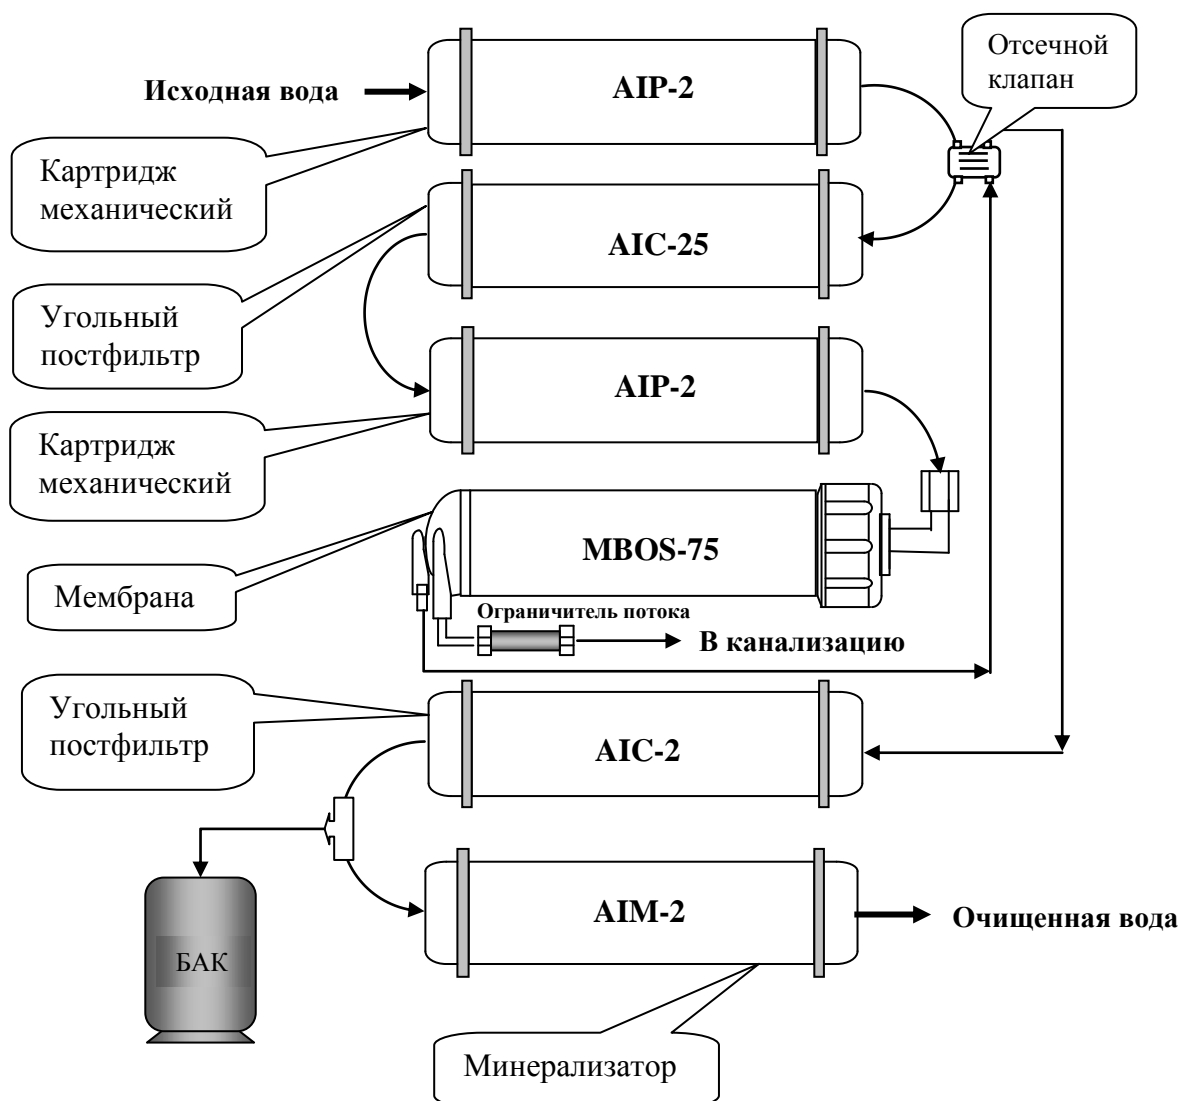 Отсечной
клапан
AIP-2
Исходная вода
Картридж
механический
AIC-25
Угольный
постфильтр
AIP-2
Картридж
механический
MBOS-75
Мембрана
Ограничитель потока
В канализацию
Угольный
постфильтр
AIC-2
AIM-2
Очищенная вода
БАК
Минерализатор